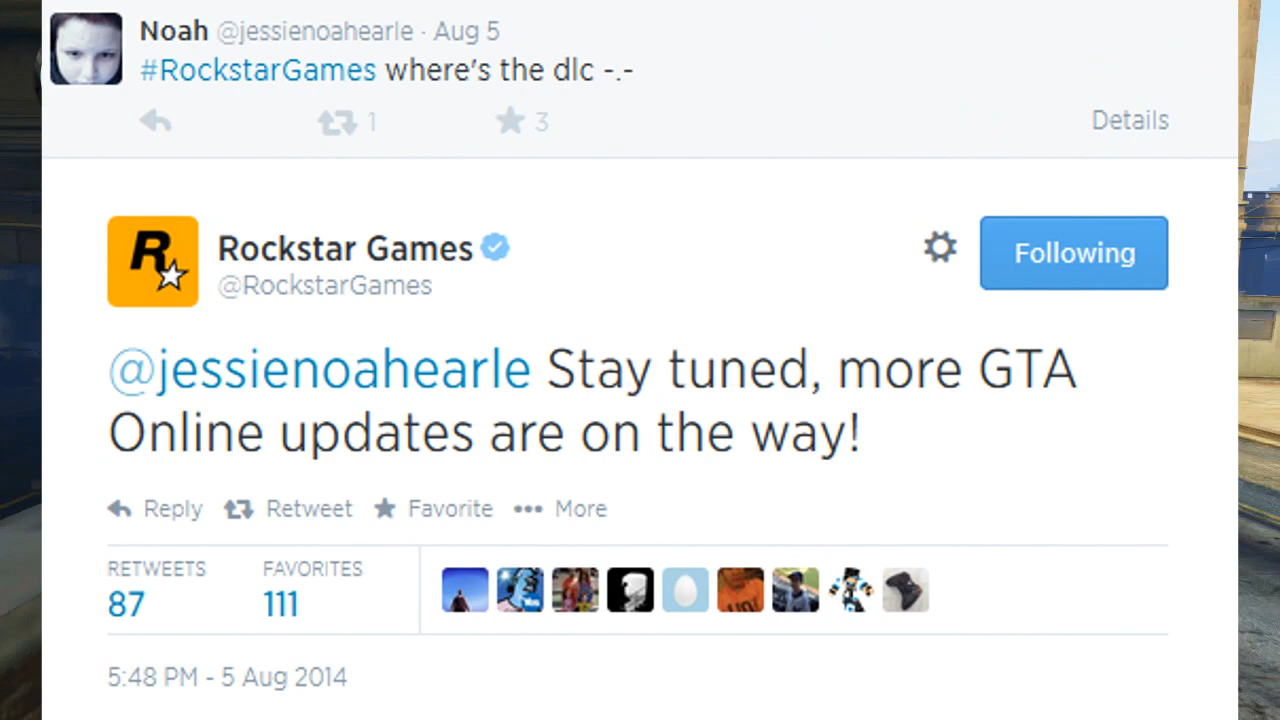 Noah @jessienoahearle · Aug 5
#RockstarGames where's the dlc -.-
1 3 Details
R
Rockstar Games
@RockstarGames
Following
@jessienoahearle Stay tuned, more GTA
Online updates are on the way!
Reply Retweet Favorite More
RETWEETS FAVORITES
87 111
5:48 PM - 5 Aug 2014